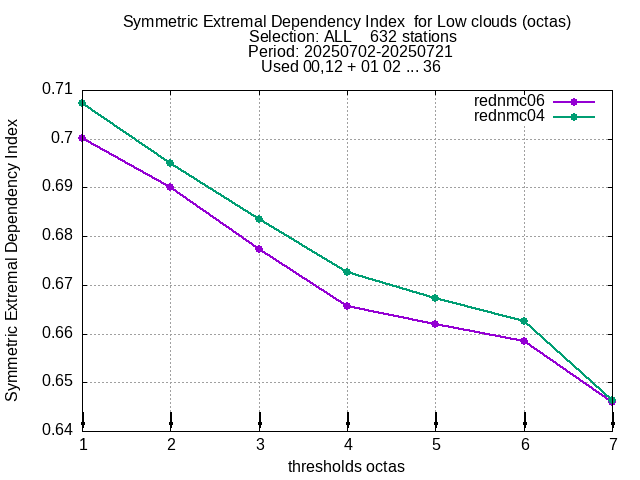 Symmetric Extremal Dependency Index  for Low clouds (octas)
Selection: ALL    632 stations
Period: 20250702-20250721
Used 00,12 + 01 02 ... 36
rednmc06
rednmc04
Symmetric Extremal Dependency Index
0.71
0.7
0.69
0.68
0.67
0.66
0.65
0.64
1 2 3 4 5 6 7
thresholds octas